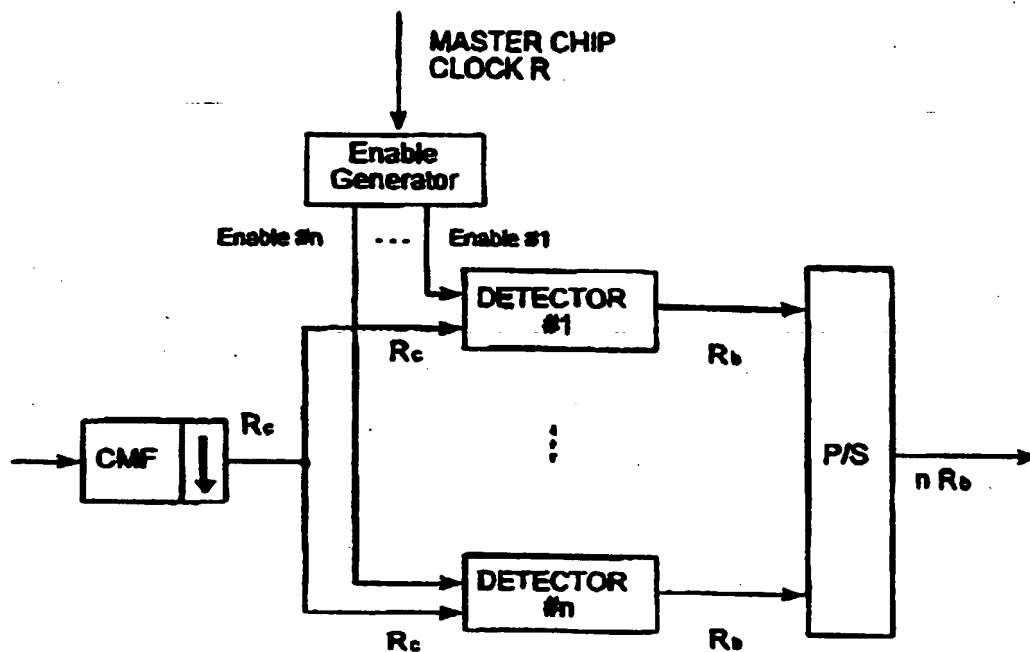 MASTER CHIP
CLOCK R
Enable
Generator
Enable #n
...
Enable #1
DETECTOR
#1
Rc
Rb
Rc
CMF
P/S
n Rb
DETECTOR
#n
Rc
Rb